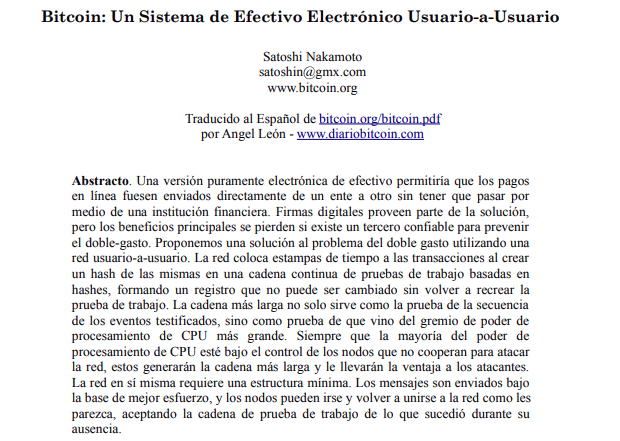 Bitcoin: Un Sistema de Efectivo Electrónico Usuario-a-Usuario
Satoshi Nakamoto
satoshin@gmx.com
www.bitcoin.org
Traducido al Español de bitcoin.org/bitcoin.pdf
por Angel León - www.diariobitcoin.com
Abstracto. Una versión puramente electrónica de efectivo permitiría que los pagos
en línea fuesen enviados directamente de un ente a otro sin tener que pasar por
medio de una institución financiera. Firmas digitales proveen parte de la solución,
pero los beneficios principales se pierden si existe un tercero confiable para prevenir
el doble-gasto. Proponemos una solución al problema del doble gasto utilizando una
red usuario-a-usuario. La red coloca estampas de tiempo a las transacciones al crear
un hash de las mismas en una cadena continua de pruebas de trabajo basadas en
hashes, formando un registro que no puede ser cambiado sin volver a recrear la
prueba de trabajo. La cadena más larga no solo sirve como la prueba de la secuencia
de los eventos testificados, sino como prueba de que vino del gremio de poder de
procesamiento de CPU más grande. Siempre que la mayoría del poder de
procesamiento de CPU esté bajo el control de los nodos que no cooperan para atacar
la red, estos generarán la cadena más larga y le llevarán la ventaja a los atacantes.
La red en sí misma requiere una estructura mínima. Los mensajes son enviados bajo
la base de mejor esfuerzo, y los nodos pueden irse y volver a unirse a la red como les
parezca, aceptando la cadena de prueba de trabajo de lo que sucedió durante su
ausencia.